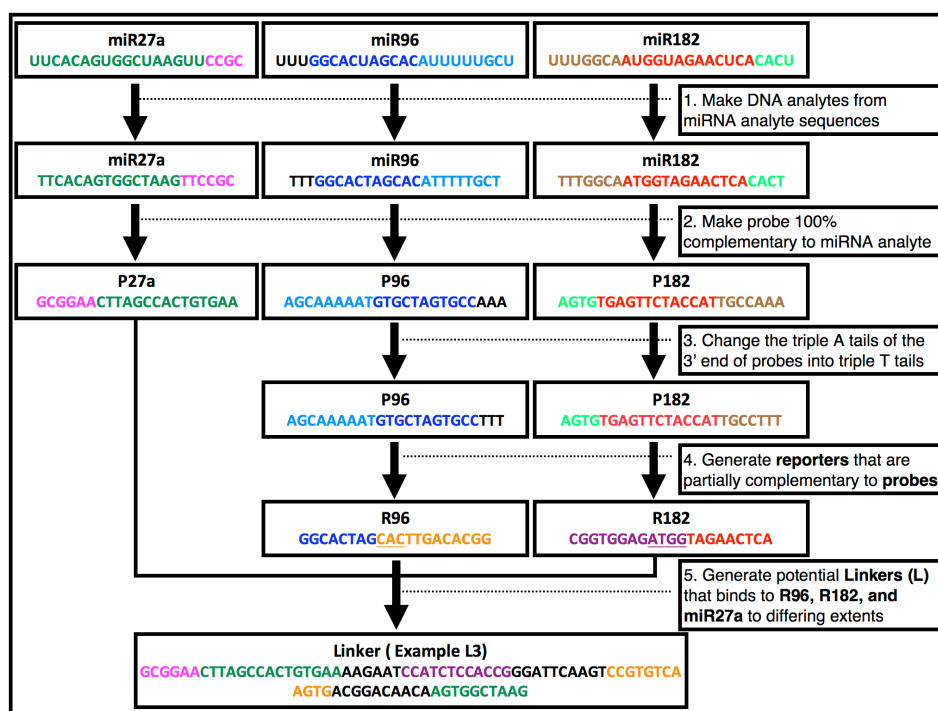 miR27a
UUCACAGUGGCUAAGUUCCGC
miR96
UUUGGCACUAGCACAUUUUUGCU
miR182
UUUGGCAAUGGUAGAACUCACACU
1. Make DNA analytes from
miRNA analyte sequences
miR27a
TTCACAGTGGCTAAGTTCCGC
miR96
TTTGGCACTAGCACATTTTTGCT
miR182
TTTGGCAATGGTAGAACTCACACT
2. Make probe 100%
complementary to miRNA analyte
P27a
GCGGAACTTAGCCACTGTGAA
P96
AGCAAAAATGTGCTAGTGCCAAA
P182
AGTGTGAGTTCTACCATTGCCAAA
3. Change the triple A tails of the
3' end of probes into triple T tails
P96
AGCAAAAATGTGCTAGTGCCTTT
P182
AGTGTGAGTTCTACCATTGCCTTT
4. Generate reporters that are
partially complementary to probes
R96
GGCACTAGCACTTGACACGG
R182
CGGTGGAGATGGTAGAACTCA
5. Generate potential Linkers (L)
that binds to R96, R182, and
miR27a to differing extents
Linker ( Example L3)
GCGGAACTTAGCCACTGTGAAAAGAATCCATCTCCACCGGGATTCAAGTCCGTGTCA
AGTGACGGACAACAAGTGGCTAAG